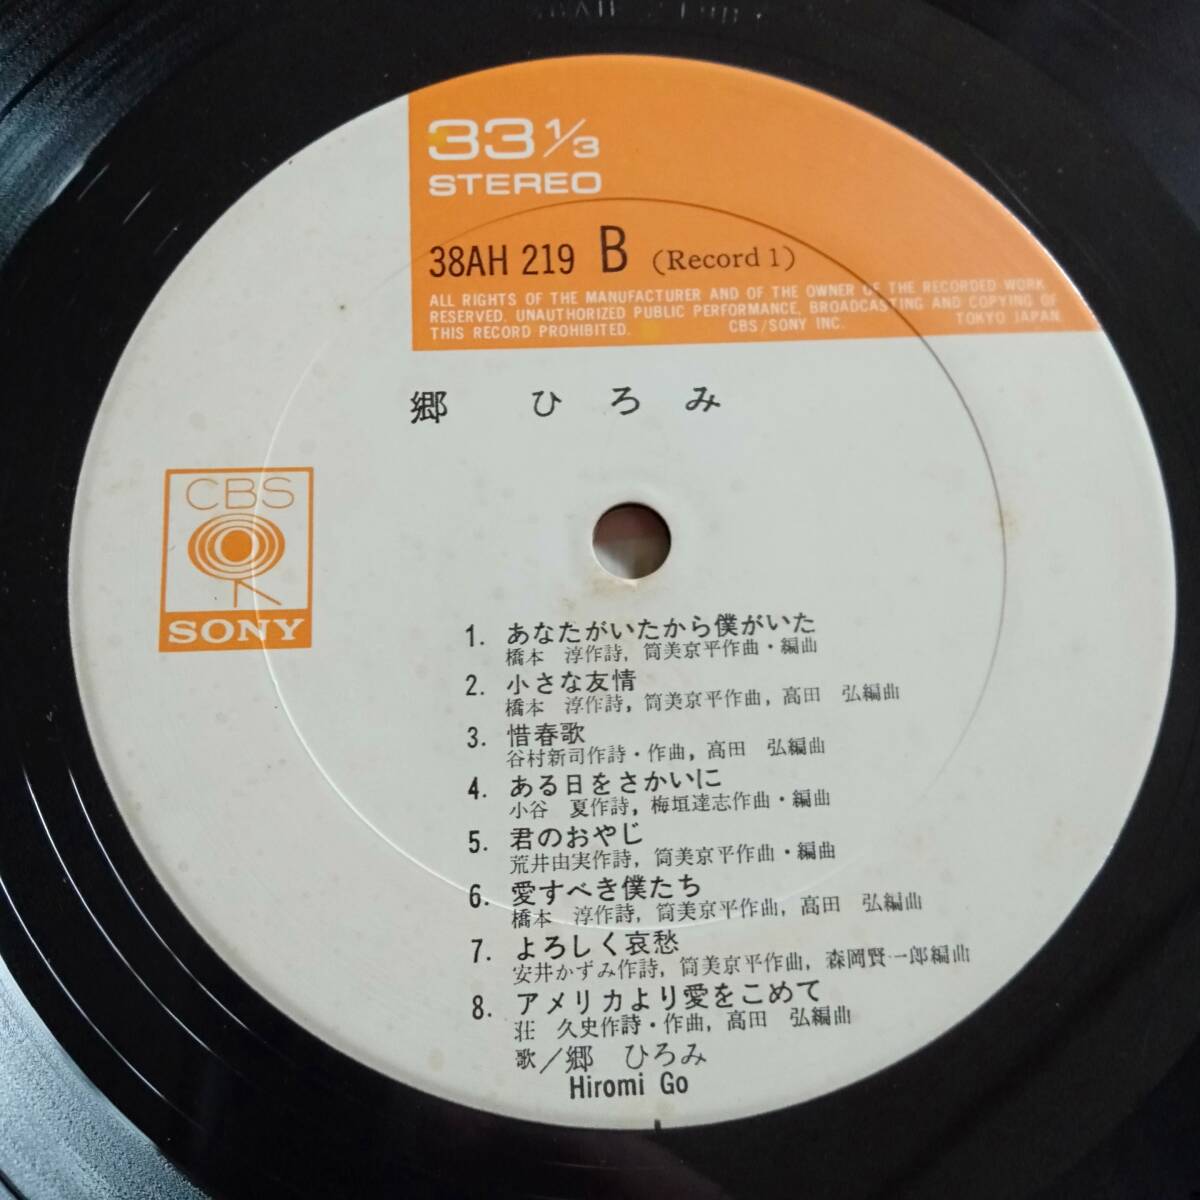 33 1/3
STEREO
38AH 219 B (Record 1)
ALL RIGHTS OF THE MANUFACTURER AND OF THE OWNER OF THE RECORDED WORK
RESERVED. UNAUTHORIZED PUBLIC PERFORMANCE, BROADCASTING AND COPYING OF
THIS RECORD PROHIBITED. CBS/SONY INC. TOKYO JAPAN
郷 ひろみ
CBS
SONY
1. あなたがいたから僕がいた
橋本 淳作詩, 筒美京平作曲・編曲
2. 小さな友情
橋本 淳作詩, 筒美京平作曲, 高田 弘編曲
3. 惜春歌
谷村新司作詩・作曲, 高田 弘編曲
4. ある日をさかいに
小谷 夏作詩, 梅垣達志作曲・編曲
5. 君のおやじ
荒井由実作詩, 筒美京平作曲・編曲
6. 愛すべき僕たち
橋本 淳作詩, 筒美京平作曲, 高田 弘編曲
7. よろしく哀愁
安井かずみ作詩, 筒美京平作曲, 森岡賢一郎編曲
8. アメリカより愛をこめて
荘 久史作詩・作曲, 高田 弘編曲
歌/郷 ひろみ
Hiromi Go